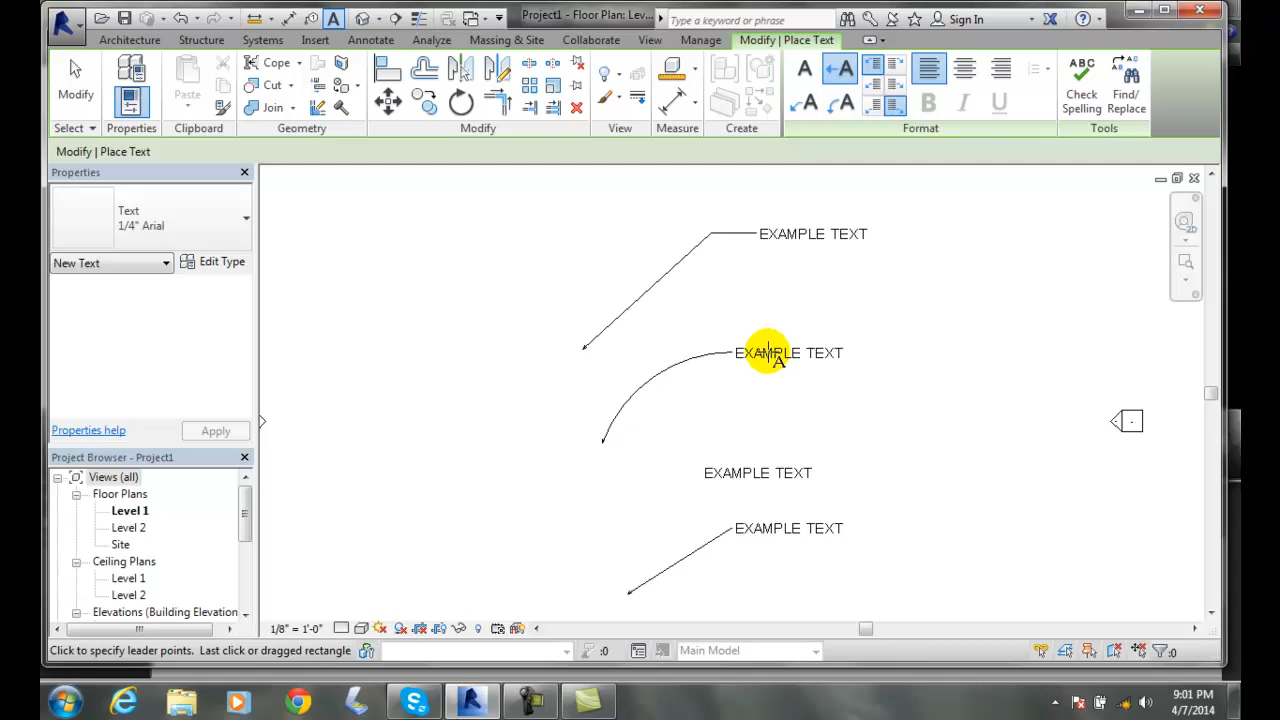 Project1 - Floor Plan: Lev...
Type a keyword or phrase
Sign In
Architecture
Structure
Systems
Insert
Annotate
Analyze
Massing & Site
Collaborate
View
Manage
Modify | Place Text
Modify
Properties
Paste
Cope
Cut
Join
A
A
A
A
B
I
U
ABC
Check
Spelling
Find/
Replace
Select
Properties
Clipboard
Geometry
Modify
View
Measure
Create
Format
Tools
Modify | Place Text
Properties
Text
1/4" Arial
New Text
Edit Type
Properties help
Apply
Project Browser - Project1
Views (all)
Floor Plans
Level 1
Level 2
Site
Ceiling Plans
Level 1
Level 2
Elevations (Building Elevation
EXAMPLE TEXT
EXAMPLE TEXT
A
EXAMPLE TEXT
EXAMPLE TEXT
2D
1/8" = 1'-0"
Click to specify leader points. Last click or dragged rectangle
:0
Main Model
:0
9:01 PM
4/7/2014